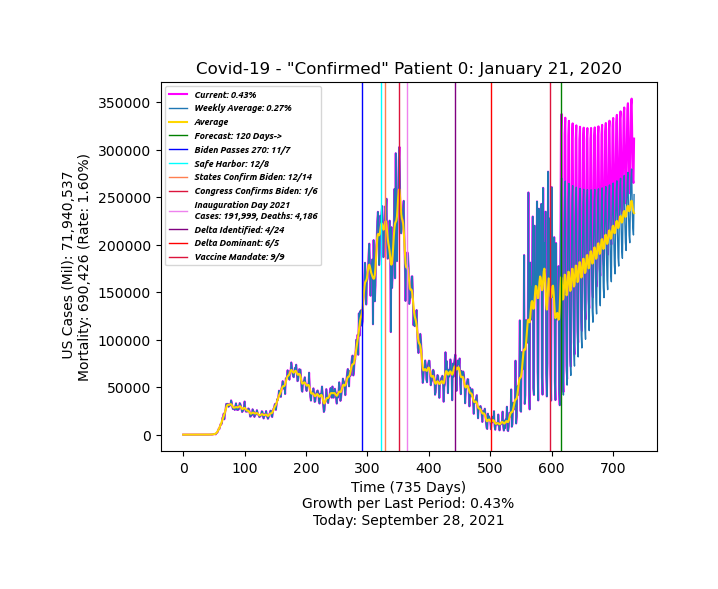 Covid-19 - "Confirmed" Patient 0: January 21, 2020
Current: 0.43%
Weekly Average: 0.27%
Average
Forecast: 120 Days->
Biden Passes 270: 11/7
Safe Harbor: 12/8
States Confirm Biden: 12/14
Congress Confirms Biden: 1/6
Inauguration Day 2021
Cases: 191,999, Deaths: 4,186
Delta Identified: 4/24
Delta Dominant: 6/5
Vaccine Mandate: 9/9
350000
300000
250000
200000
150000
100000
50000
0
US Cases (Mil): 71,940,537
Mortality: 690,426 (Rate: 1.60%)
0 100 200 300 400 500 600 700
Time (735 Days)
Growth per Last Period: 0.43%
Today: September 28, 2021